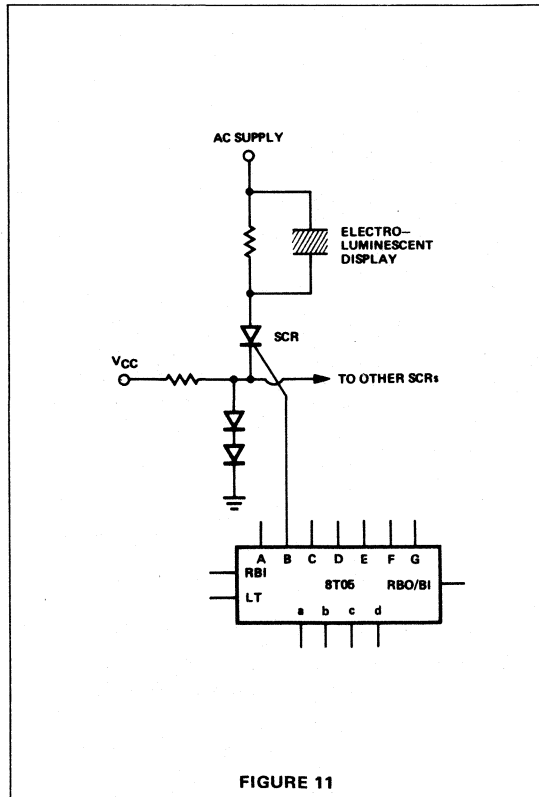 AC SUPPLY
ELECTRO–
LUMINESCENT
DISPLAY
SCR
VCC
TO OTHER SCRs
A B C D E F G
RBI 8T05 RBO/BI
LT a b c d
FIGURE 11